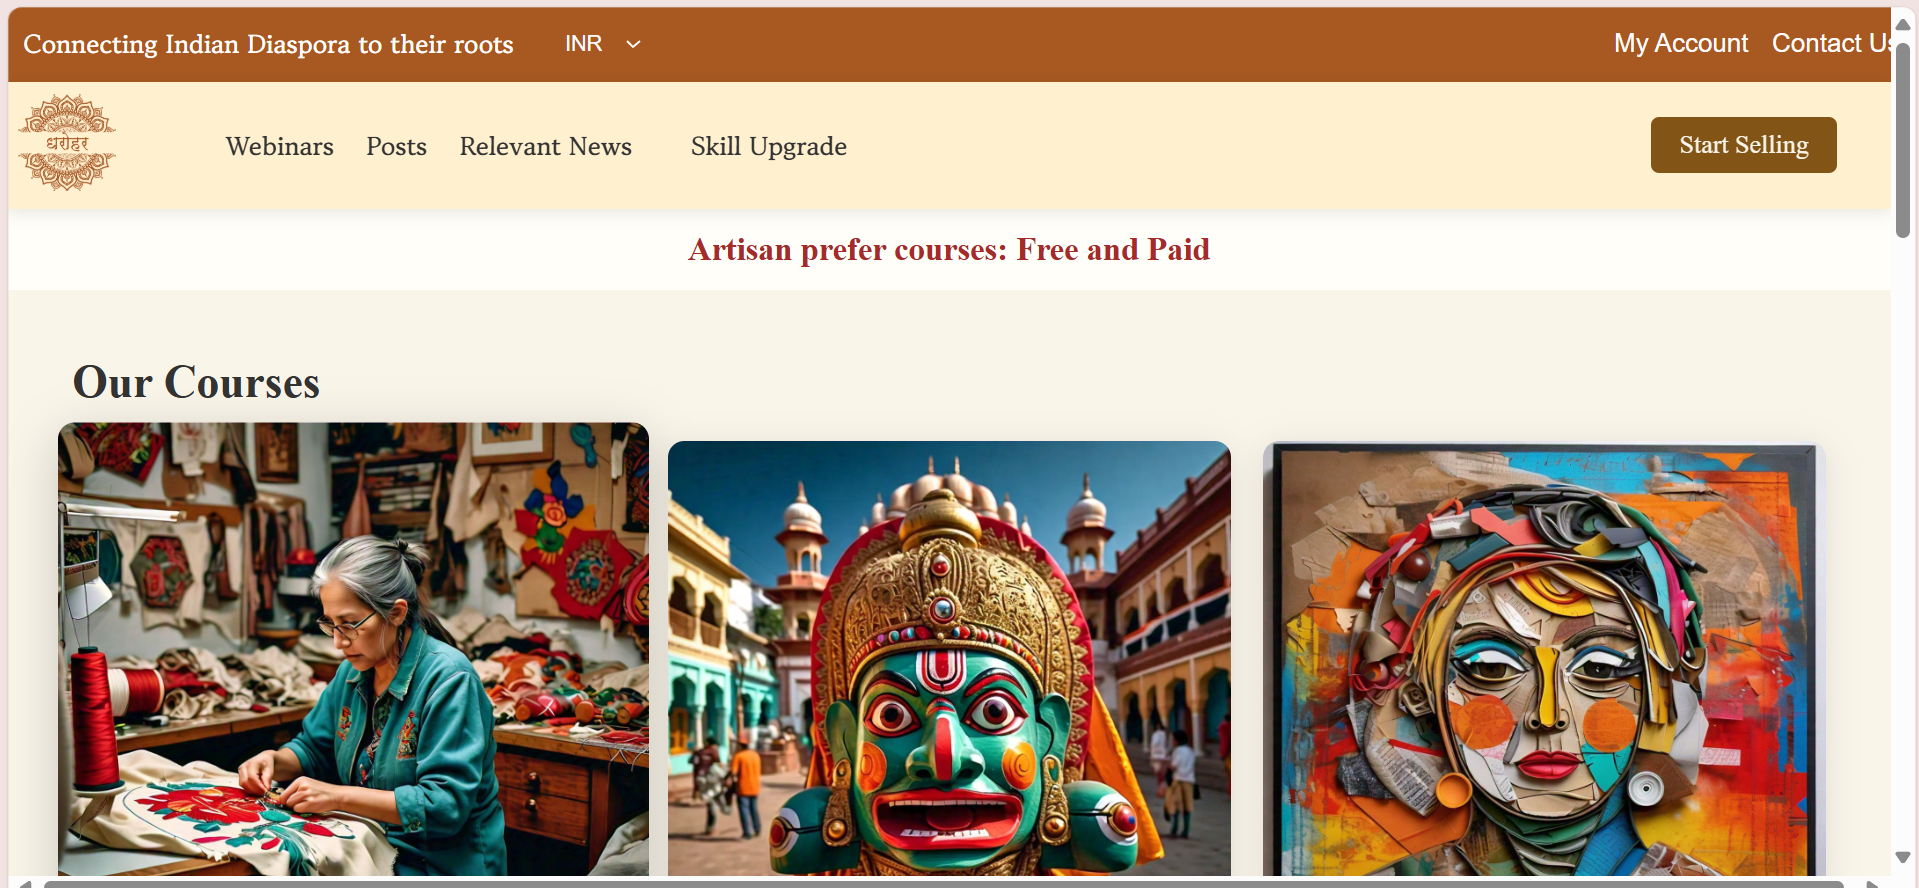 Connecting Indian Diaspora to their roots
INR
My Account
Contact Us
धरोहर
Webinars
Posts
Relevant News
Skill Upgrade
Start Selling
Artisan prefer courses: Free and Paid
Our Courses